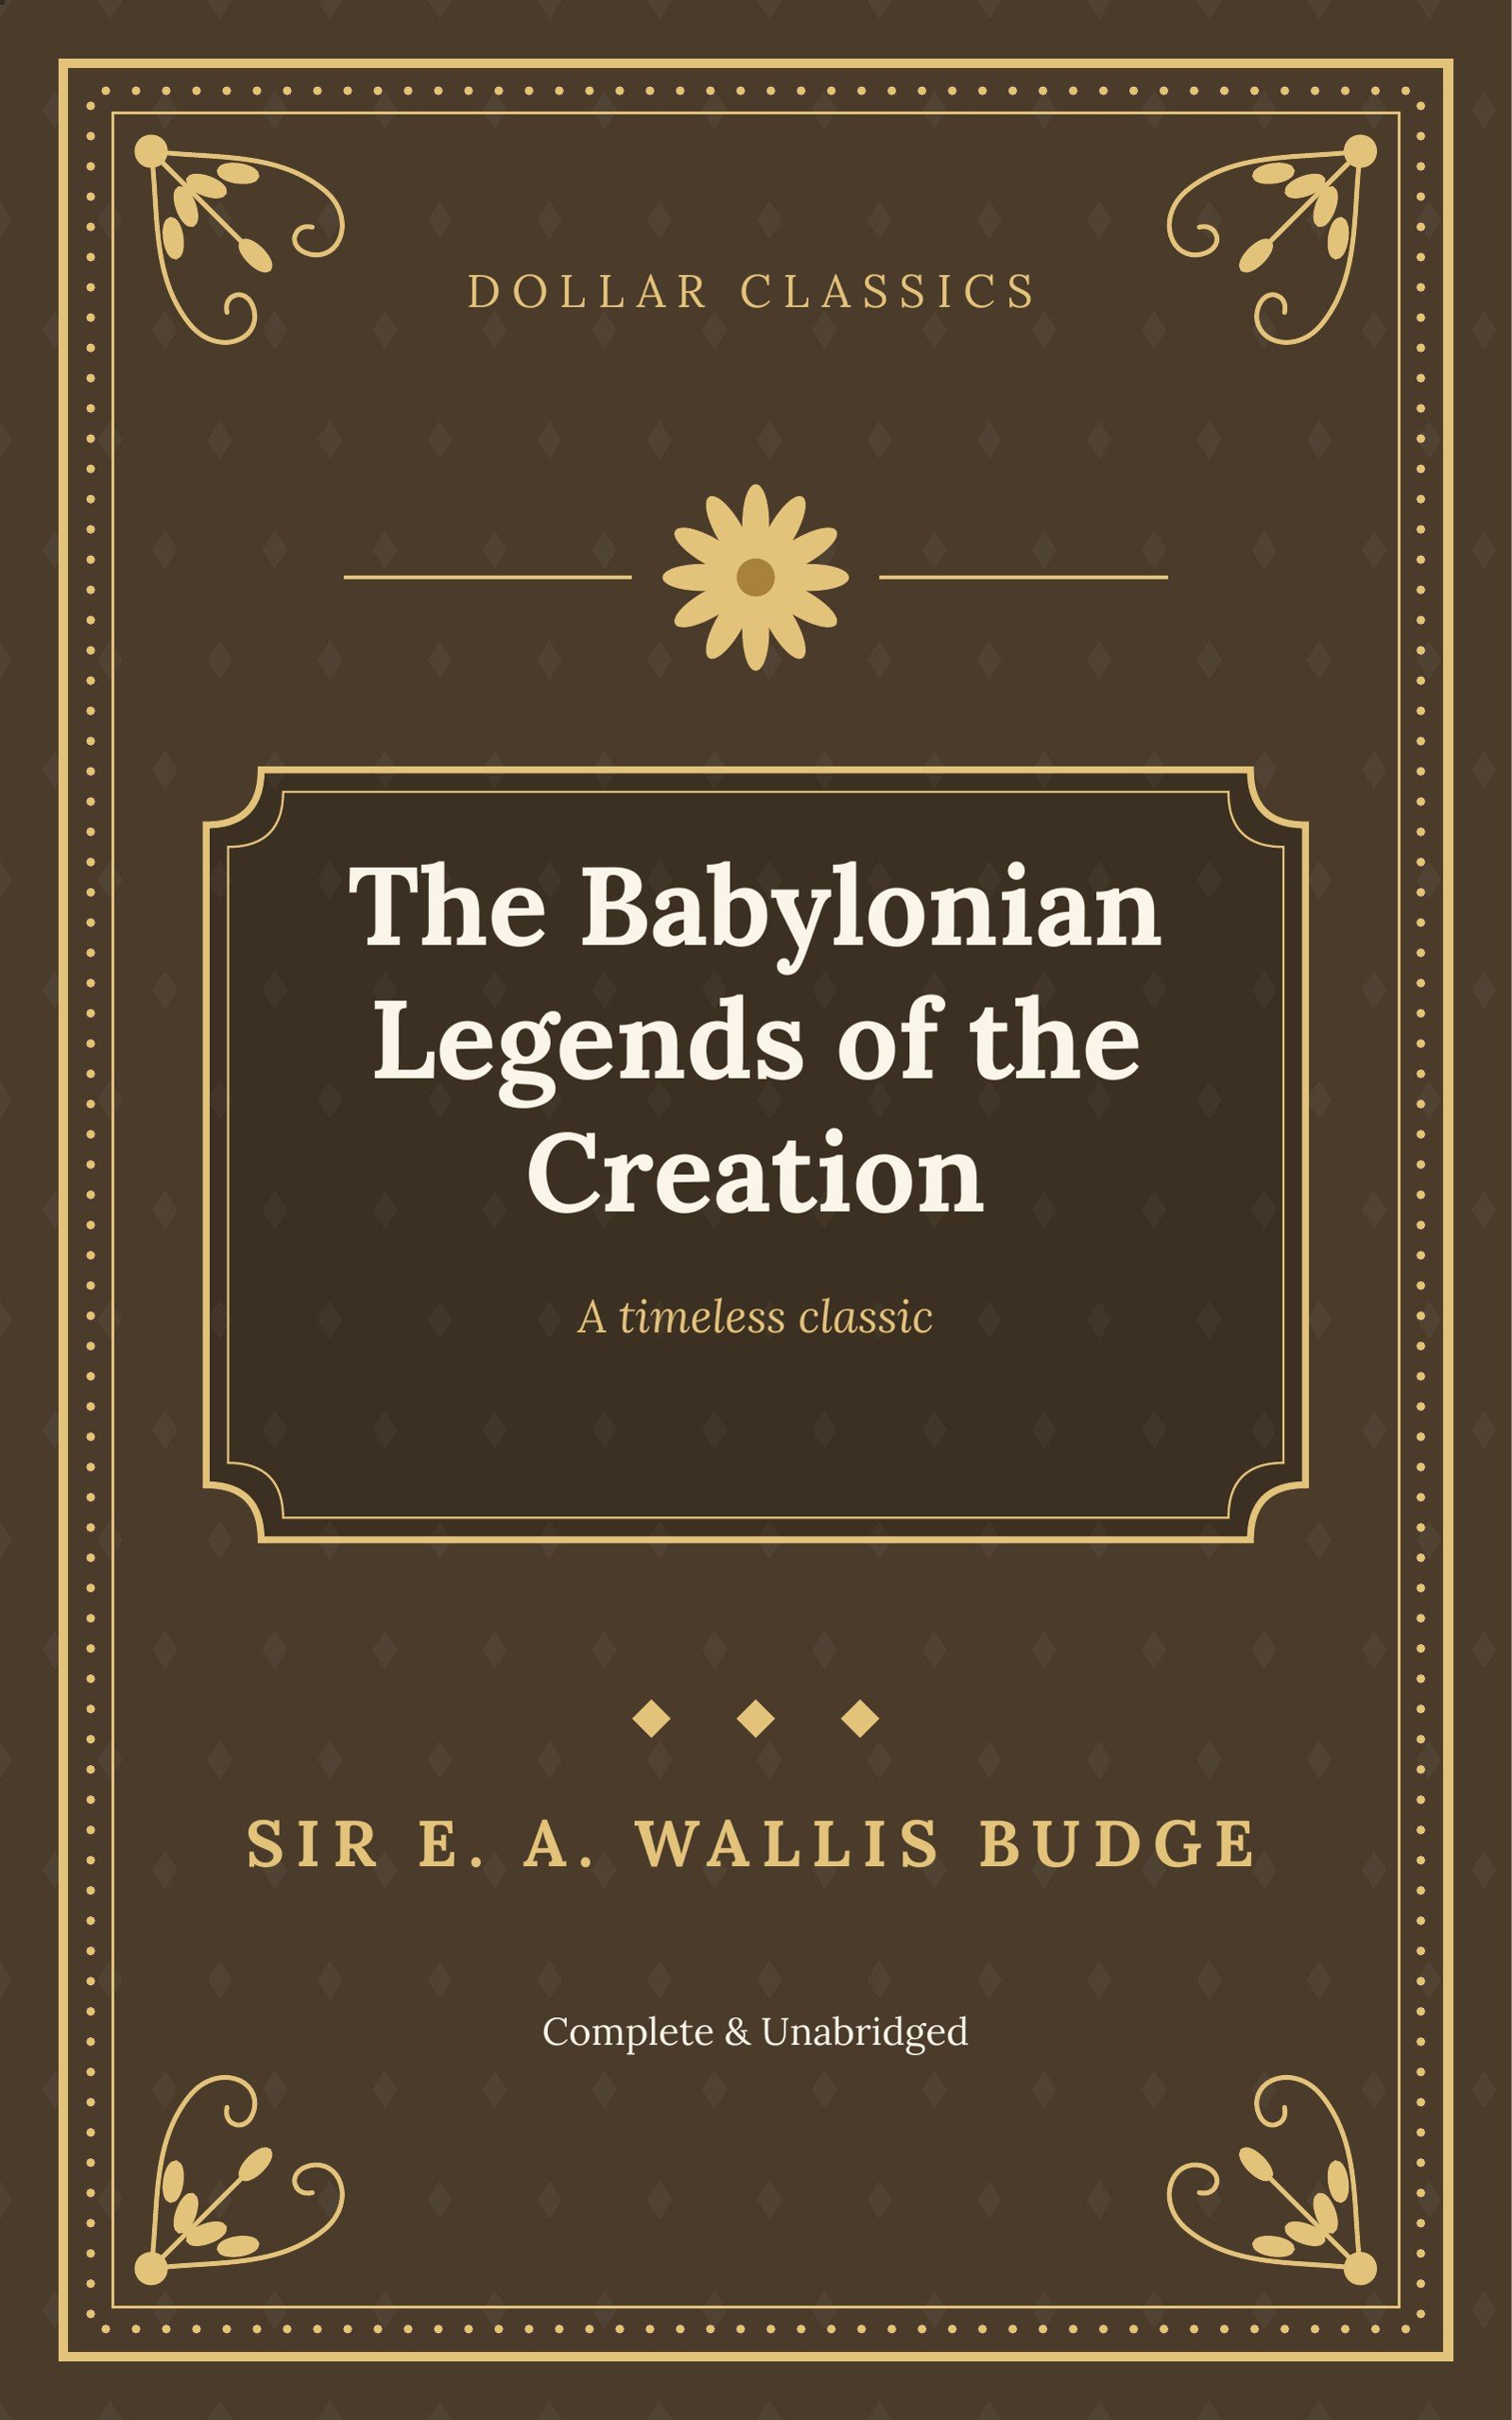 DOLLAR CLASSICS
The Babylonian
Legends of the
Creation
A timeless classic
SIR E. A. WALLIS BUDGE
Complete & Unabridged